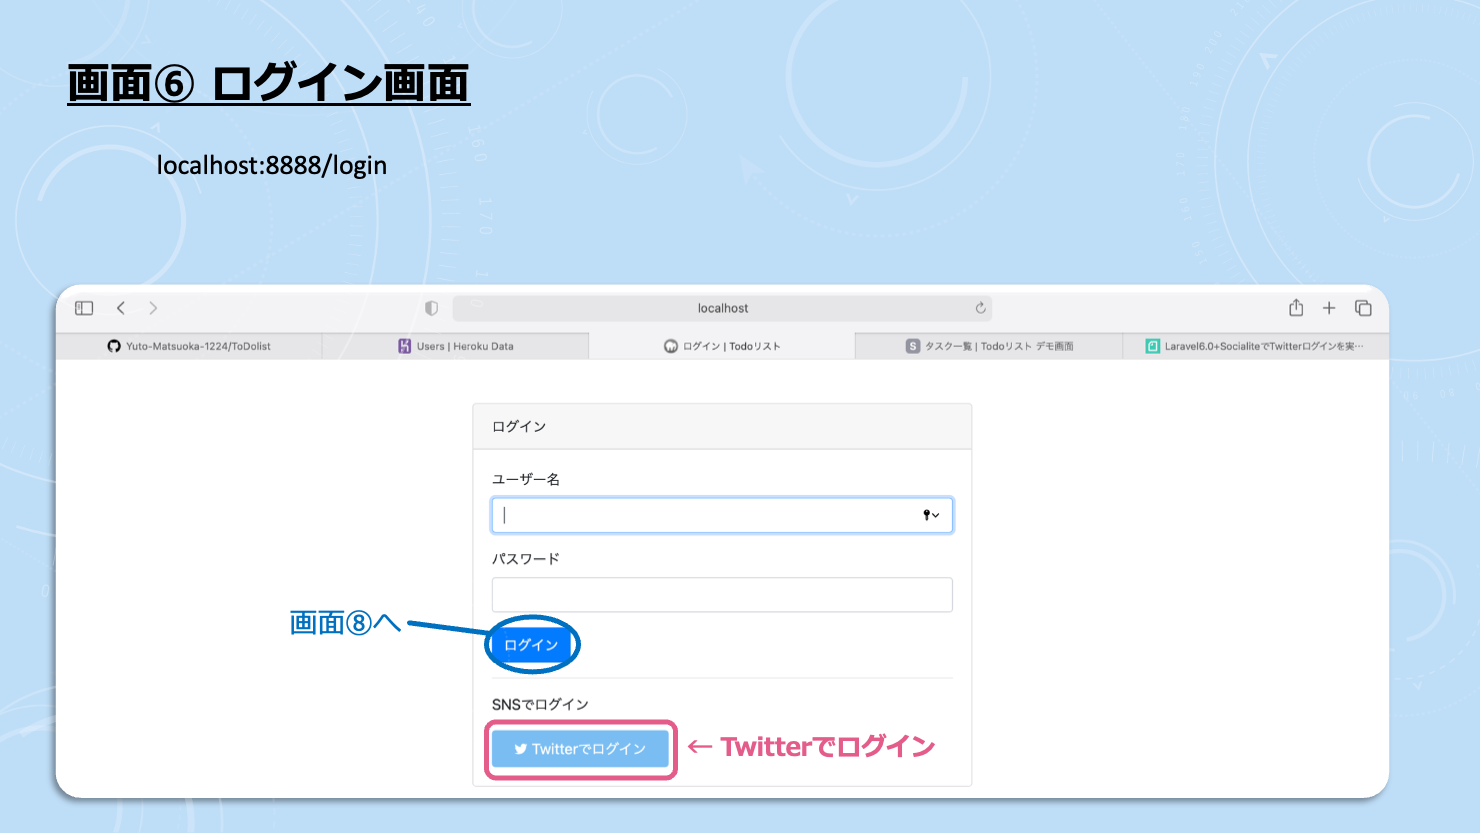 画面⑥ ログイン画面
localhost:8888/login
localhost
Yuto-Matsuoka-1224/ToDolist
Users | Heroku Data
ログイン | Todoリスト
S タスク一覧 | Todoリスト デモ画面
Laravel6.0+SocialiteでTwitterログインを実…
ログイン
ユーザー名
パスワード
画面⑧へ
ログイン
SNSでログイン
Twitterでログイン
← Twitterでログイン
160
170